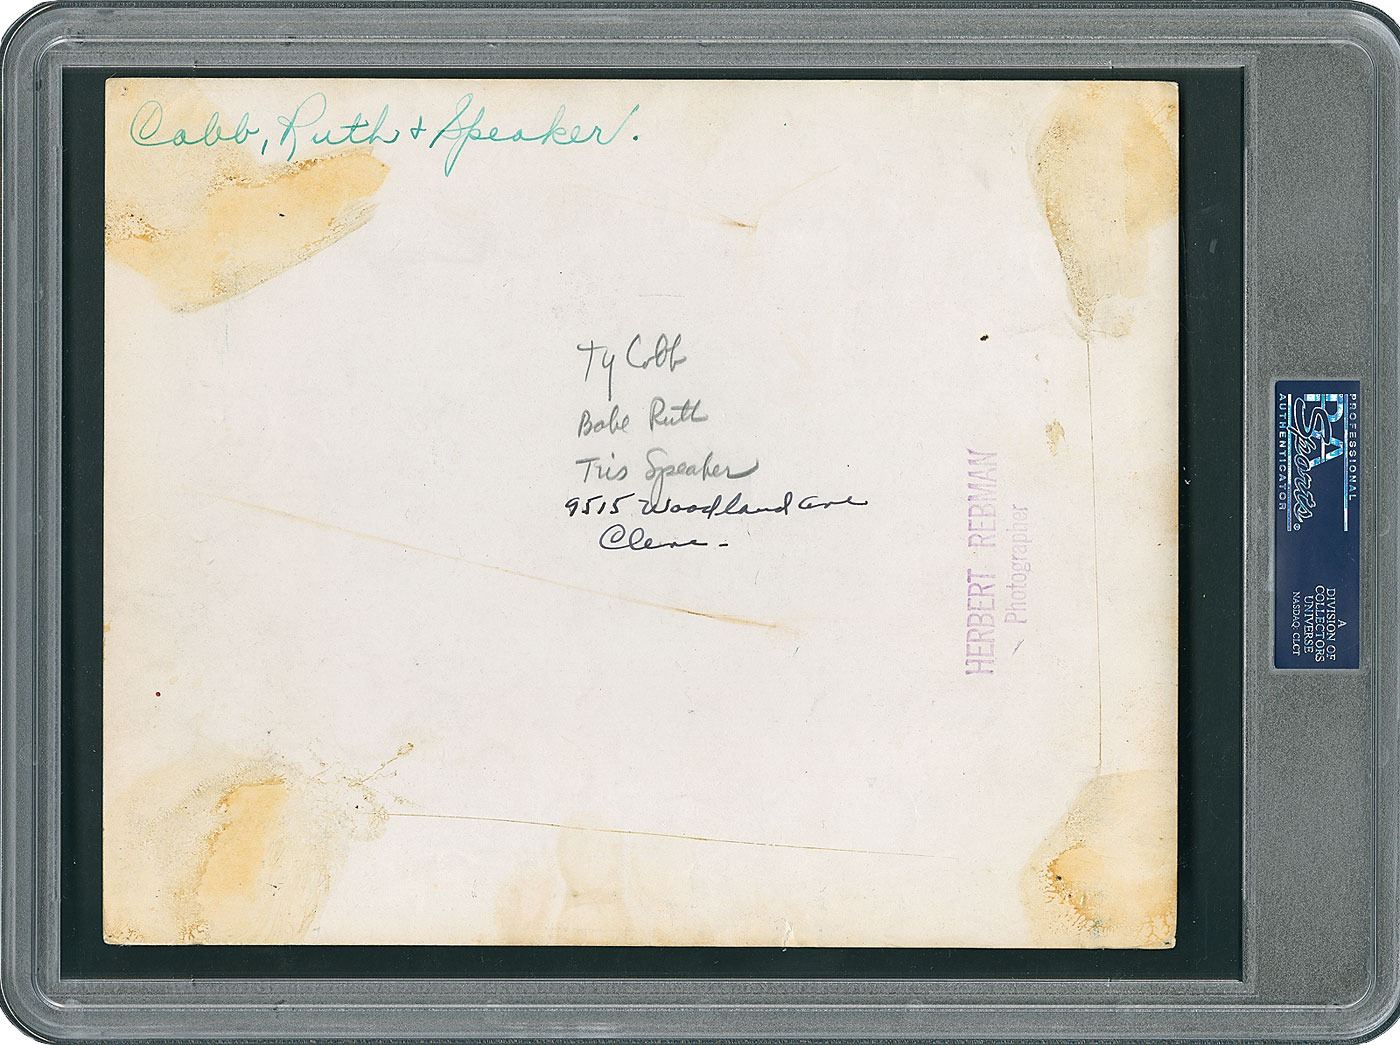 Cobb, Ruth + Speaker.
Ty Cobb
Babe Ruth
Tris Speaker
9515 Woodland Ave
Cleve -
HERBERT REBMAN
Photographer
PROFESSIONAL
PSA
Sports®
AUTHENTICATOR
A
DIVISION OF
COLLECTORS
UNIVERSE
NASDAQ: CLCT